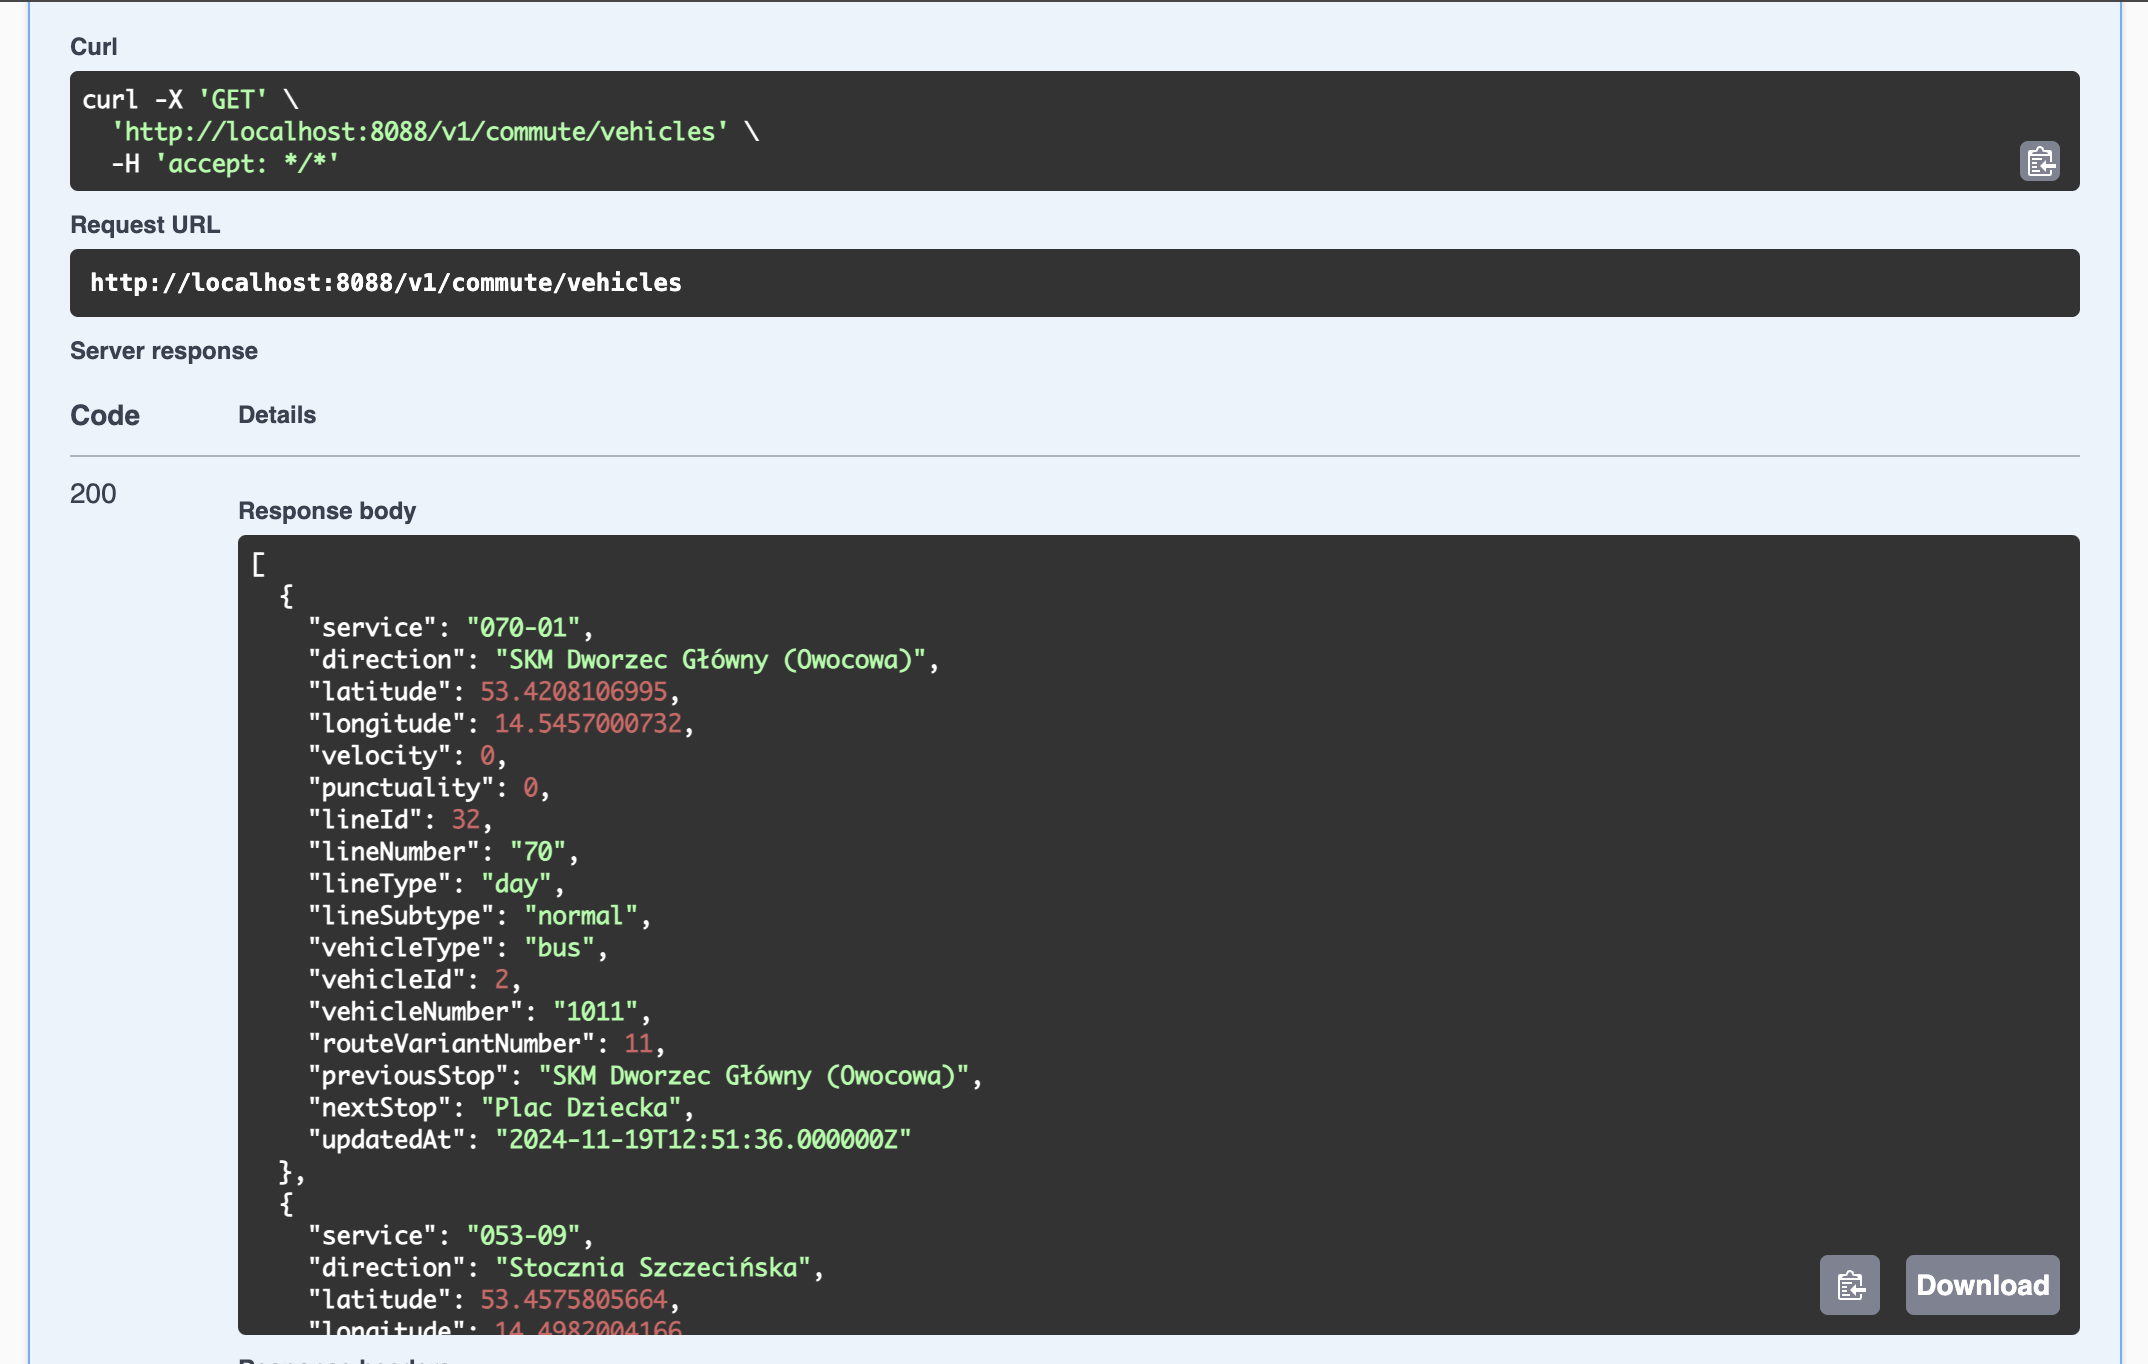 Curl
curl -X 'GET' \
  'http://localhost:8088/v1/commute/vehicles' \
  -H 'accept: */*'
Request URL
http://localhost:8088/v1/commute/vehicles
Server response
Code Details
200
Response body
[
  {
    "service": "070-01",
    "direction": "SKM Dworzec Główny (Owocowa)",
    "latitude": 53.4208106995,
    "longitude": 14.5457000732,
    "velocity": 0,
    "punctuality": 0,
    "lineId": 32,
    "lineNumber": "70",
    "lineType": "day",
    "lineSubtype": "normal",
    "vehicleType": "bus",
    "vehicleId": 2,
    "vehicleNumber": "1011",
    "routeVariantNumber": 11,
    "previousStop": "SKM Dworzec Główny (Owocowa)",
    "nextStop": "Plac Dziecka",
    "updatedAt": "2024-11-19T12:51:36.000000Z"
  },
  {
    "service": "053-09",
    "direction": "Stocznia Szczecińska",
    "latitude": 53.4575805664,
    "longitude": 14.4982004166
Download